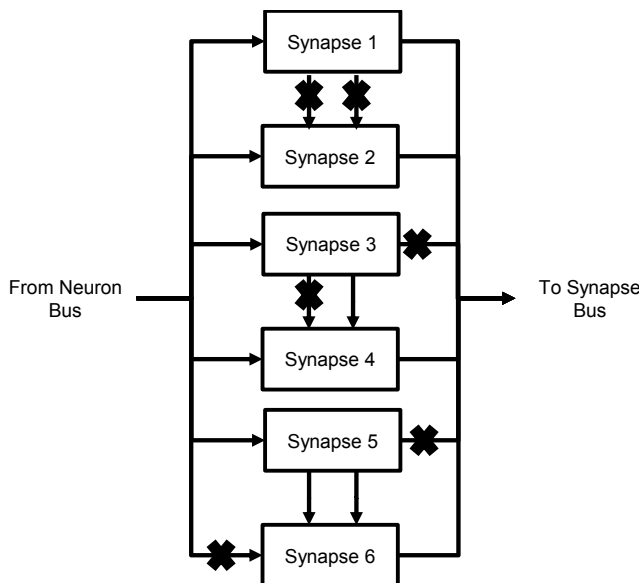 Synapse 1
Synapse 2
Synapse 3
From Neuron
Bus
To Synapse
Bus
Synapse 4
Synapse 5
Synapse 6